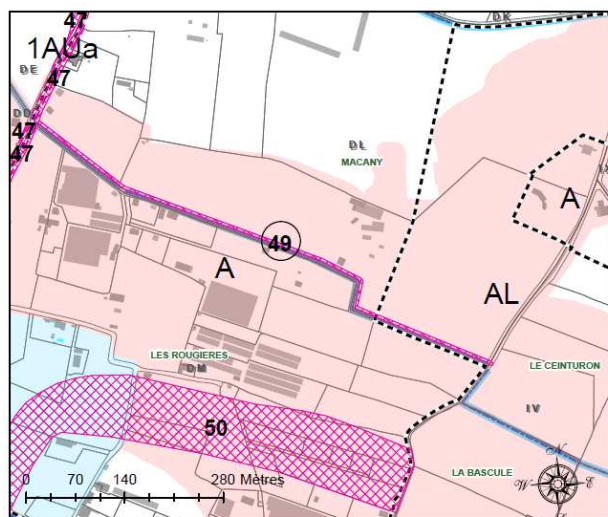 47
1AUa
DE
47
DD
47
47
DK
DL
MACANY
A
49
A
AL
LES ROUGIERES
DM
LE CEINTURON
IV
50
LA BASCULE
0 70 140 280 Mètres
N
W E
S